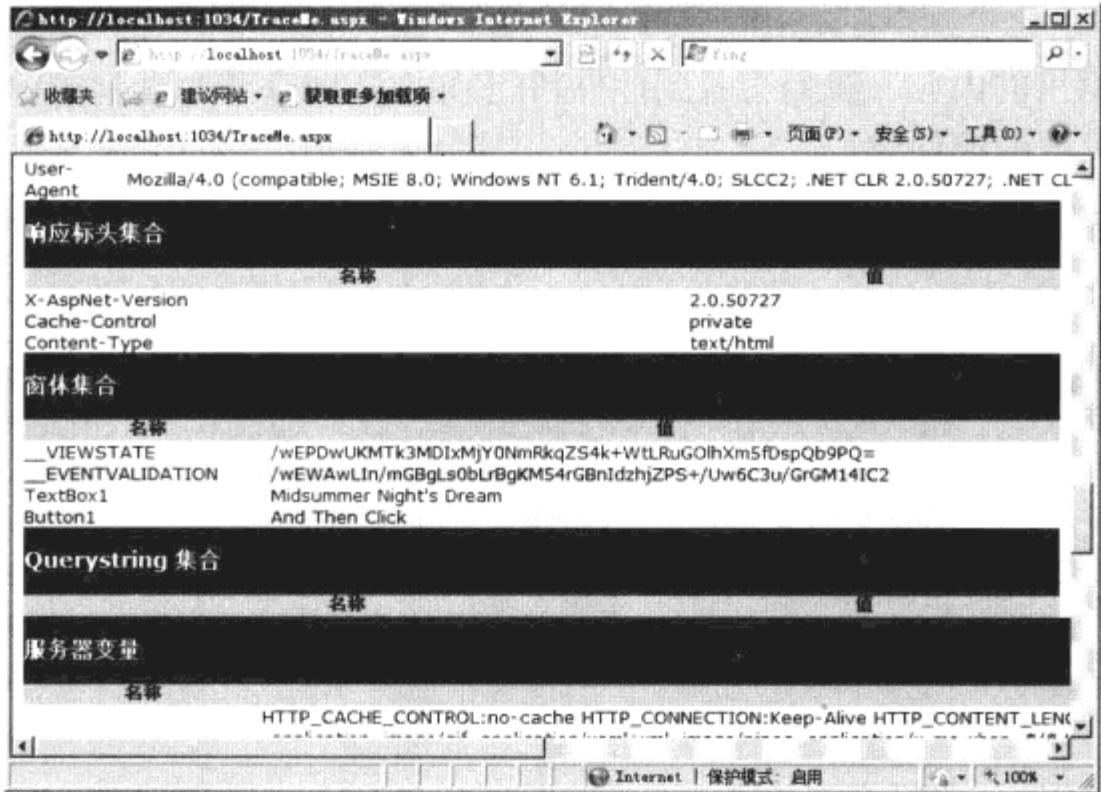 http://localhost:1034/TraceMe.aspx - Windows Internet Explorer
http://localhost:1034/TraceMe.aspx
收藏夹 建议网站 获取更多加载项
http://localhost:1034/TraceMe.aspx 页面(P) 安全(S) 工具(O)
User-Agent Mozilla/4.0 (compatible; MSIE 8.0; Windows NT 6.1; Trident/4.0; SLCC2; .NET CLR 2.0.50727; .NET CL
响应标头集合
名称 值
X-AspNet-Version 2.0.50727
Cache-Control private
Content-Type text/html
窗体集合
名称 值
__VIEWSTATE /wEPDwUKMTk3MDIxMjY0NmRkqZS4k+WtLRuGOlhXm5fDspQb9PQ=
__EVENTVALIDATION /wEWAwLIn/mGBgLs0bLrBgKM54rGBnIdzhjZPS+/Uw6C3u/GrGM14IC2
TextBox1 Midsummer Night's Dream
Button1 And Then Click
Querystring 集合
名称 值
服务器变量
名称
HTTP_CACHE_CONTROL:no-cache HTTP_CONNECTION:Keep-Alive HTTP_CONTENT_LENG
Internet | 保护模式: 启用 100%